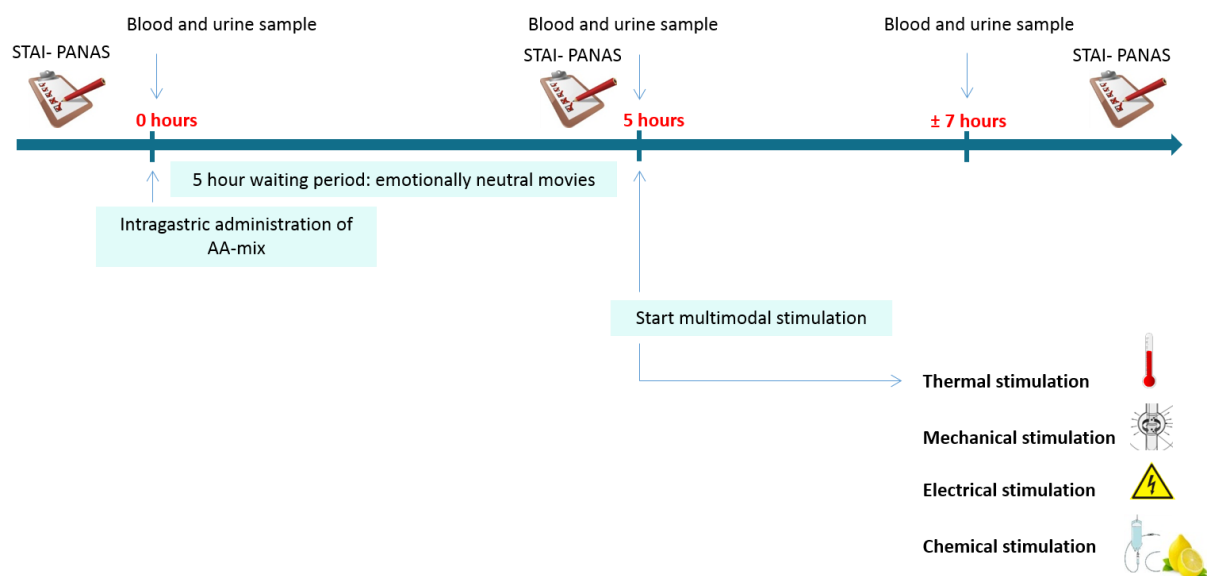 Blood and urine sample
Blood and urine sample
Blood and urine sample
STAI- PANAS
STAI- PANAS
STAI- PANAS
0 hours
5 hours
± 7 hours
5 hour waiting period: emotionally neutral movies
Intragastric administration of
AA-mix
Start multimodal stimulation
Thermal stimulation
Mechanical stimulation
Electrical stimulation
Chemical stimulation